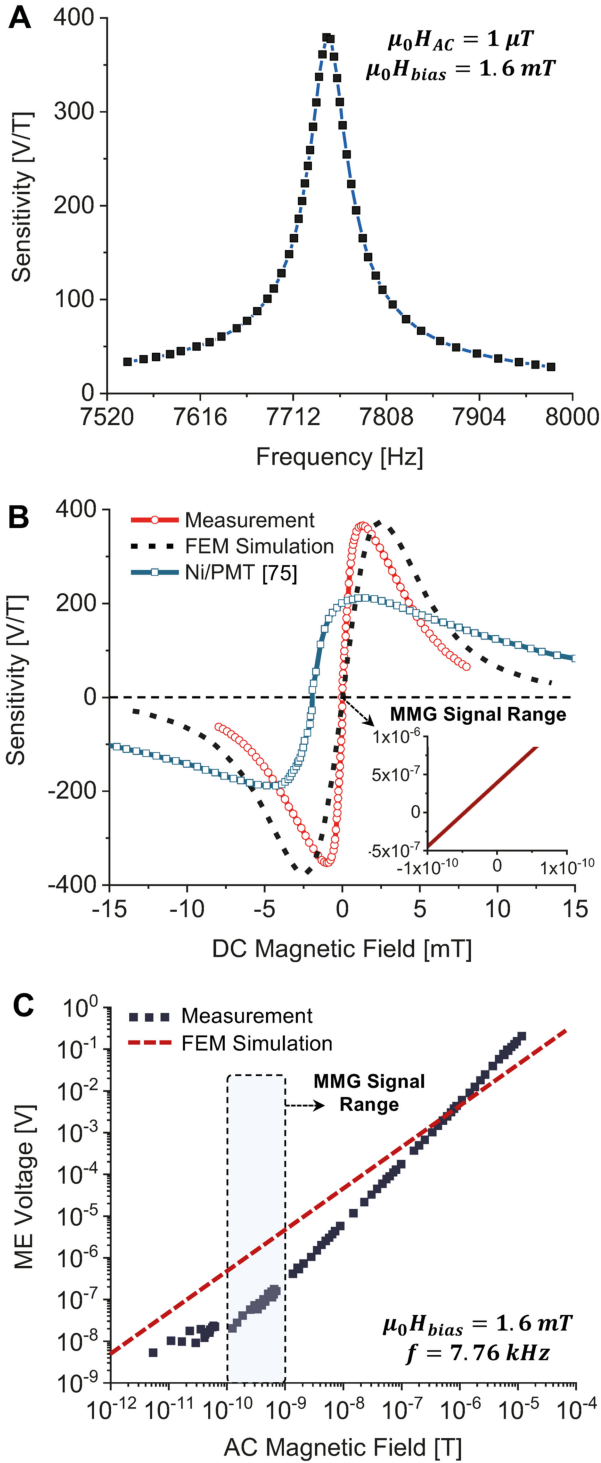 A
400
300
200
100
0
Sensitivity [V/T]
μ₀H_AC = 1 μT
μ₀H_bias = 1.6 mT
7520 7616 7712 7808 7904 8000
Frequency [Hz]
B
400
200
0
-200
-400
Sensitivity [V/T]
Measurement
FEM Simulation
Ni/PMT [75]
MMG Signal Range
1x10⁻⁶
5x10⁻⁷
0
-5x10⁻⁷
-1x10⁻¹⁰ 0 1x10⁻¹⁰
-15 -10 -5 0 5 10 15
DC Magnetic Field [mT]
C
10⁰
10⁻¹
10⁻²
10⁻³
10⁻⁴
10⁻⁵
10⁻⁶
10⁻⁷
10⁻⁸
10⁻⁹
ME Voltage [V]
Measurement
FEM Simulation
MMG Signal
Range
μ₀H_bias = 1.6 mT
f = 7.76 kHz
10⁻¹² 10⁻¹¹ 10⁻¹⁰ 10⁻⁹ 10⁻⁸ 10⁻⁷ 10⁻⁶ 10⁻⁵ 10⁻⁴
AC Magnetic Field [T]